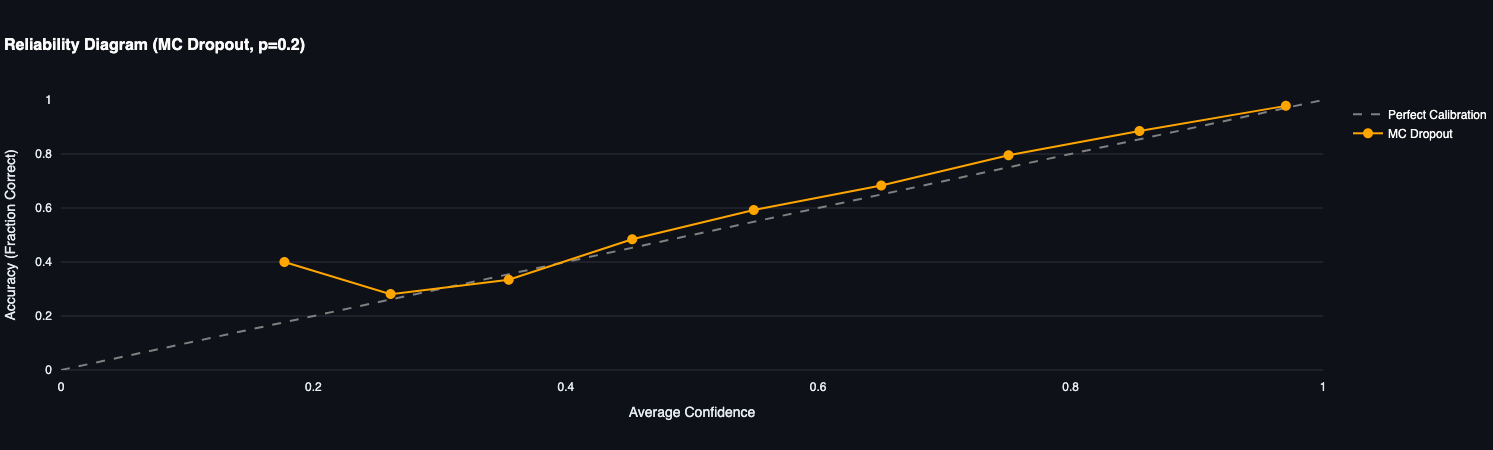 Reliability Diagram (MC Dropout, p=0.2)
1
0.8
0.6
0.4
0.2
0
Accuracy (Fraction Correct)
0
0.2
0.4
0.6
0.8
1
Average Confidence
Perfect Calibration
MC Dropout